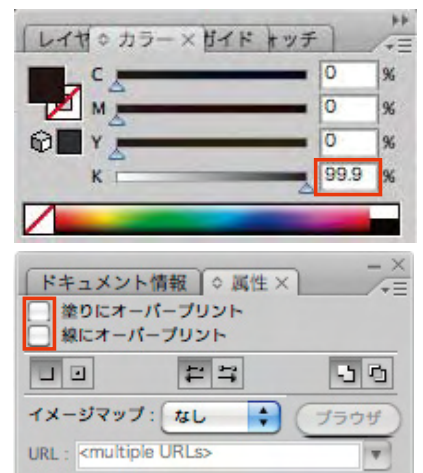 レイヤ カラー × ガイド ォッチ
C 0 %
M 0 %
Y 0 %
K 99.9 %
ドキュメント情報 属性 ×
塗りにオーバープリント
線にオーバープリント
イメージマップ： なし ブラウザ
URL： <multiple URLs>